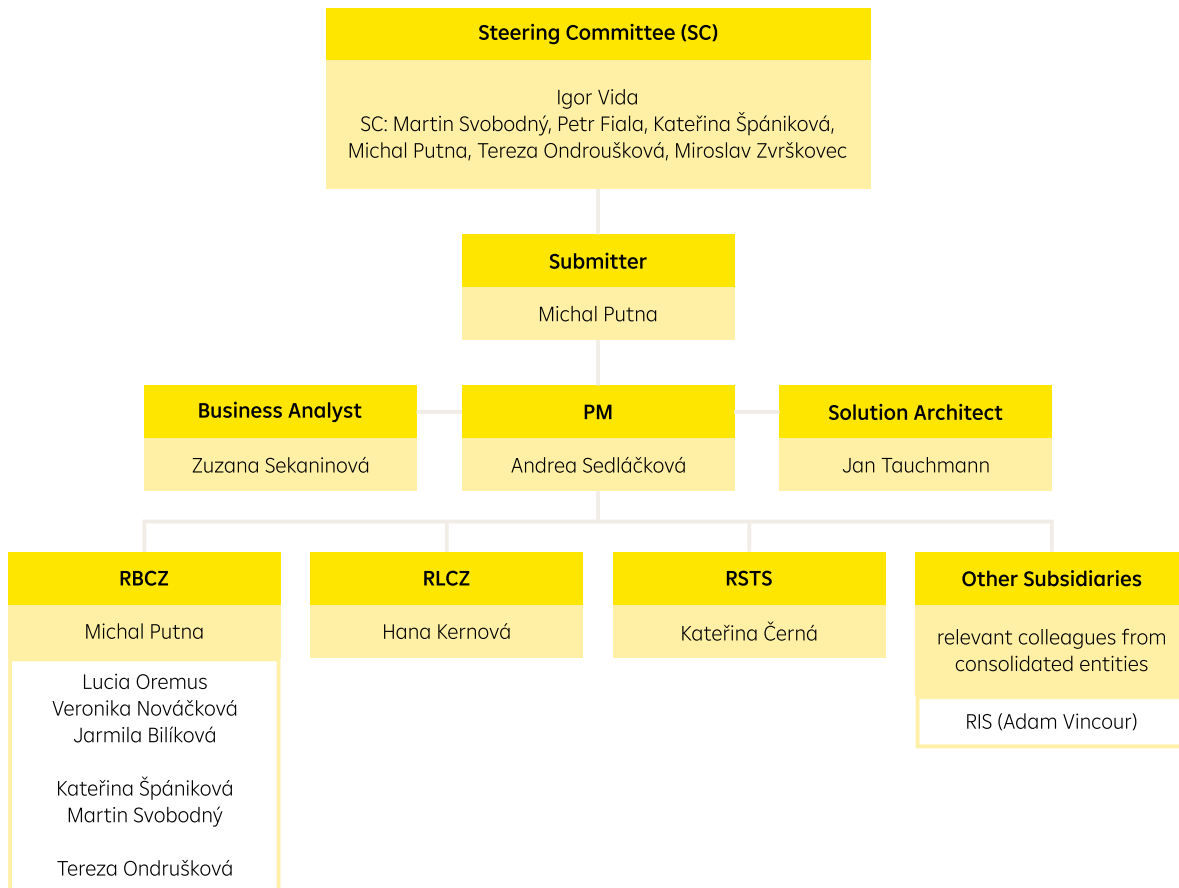 Steering Committee (SC)
Igor Vida
SC: Martin Svobodný, Petr Fiala, Kateřina Špániková,
Michal Putna, Tereza Ondroušková, Miroslav Zvrškovec
Submitter
Michal Putna
Business Analyst
Zuzana Sekaninová
PM
Andrea Sedláčková
Solution Architect
Jan Tauchmann
RBCZ
Michal Putna
Lucia Oremus
Veronika Nováčková
Jarmila Bilíková
Kateřina Špániková
Martin Svobodný
Tereza Ondrušková
RLCZ
Hana Kernová
RSTS
Kateřina Černá
Other Subsidiaries
relevant colleagues from
consolidated entities
RIS (Adam Vincour)